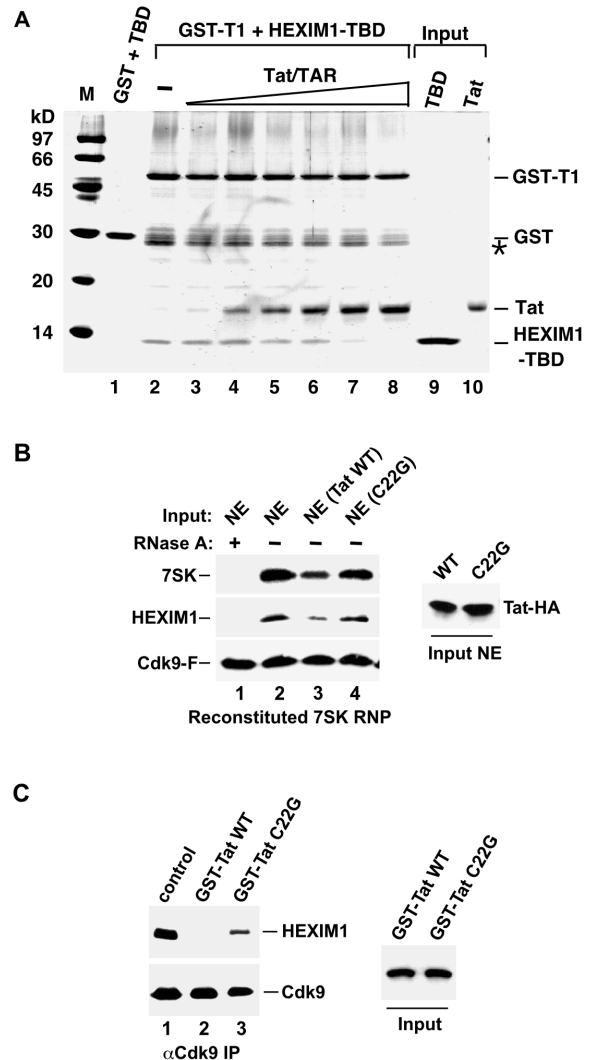 A
GST + TBD
GST-T1 + HEXIM1-TBD
Input
Tat/TAR
M
–
TBD
Tat
kD
97
66
45
30
20
14
GST-T1
GST
*
Tat
HEXIM1
-TBD
1 2 3 4 5 6 7 8 9 10
B
Input: NE NE NE (Tat WT) NE (C22G)
RNase A: + – – –
7SK
HEXIM1
Cdk9-F
1 2 3 4
Reconstituted 7SK RNP
WT C22G
Tat-HA
Input NE
C
control GST-Tat WT GST-Tat C22G
HEXIM1
Cdk9
1 2 3
αCdk9 IP
GST-Tat WT GST-Tat C22G
Input